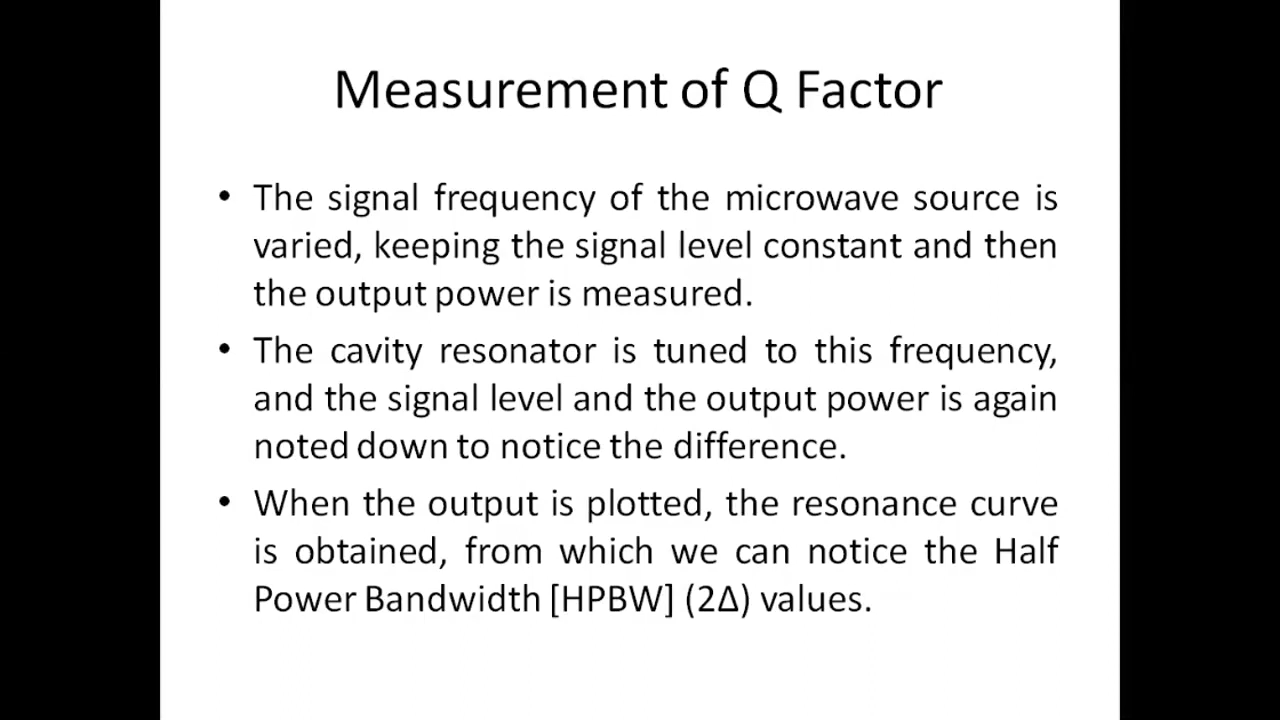 Measurement of Q Factor
• The signal frequency of the microwave source is
varied, keeping the signal level constant and then
the output power is measured.
• The cavity resonator is tuned to this frequency,
and the signal level and the output power is again
noted down to notice the difference.
• When the output is plotted, the resonance curve
is obtained, from which we can notice the Half
Power Bandwidth [HPBW] (2Δ) values.